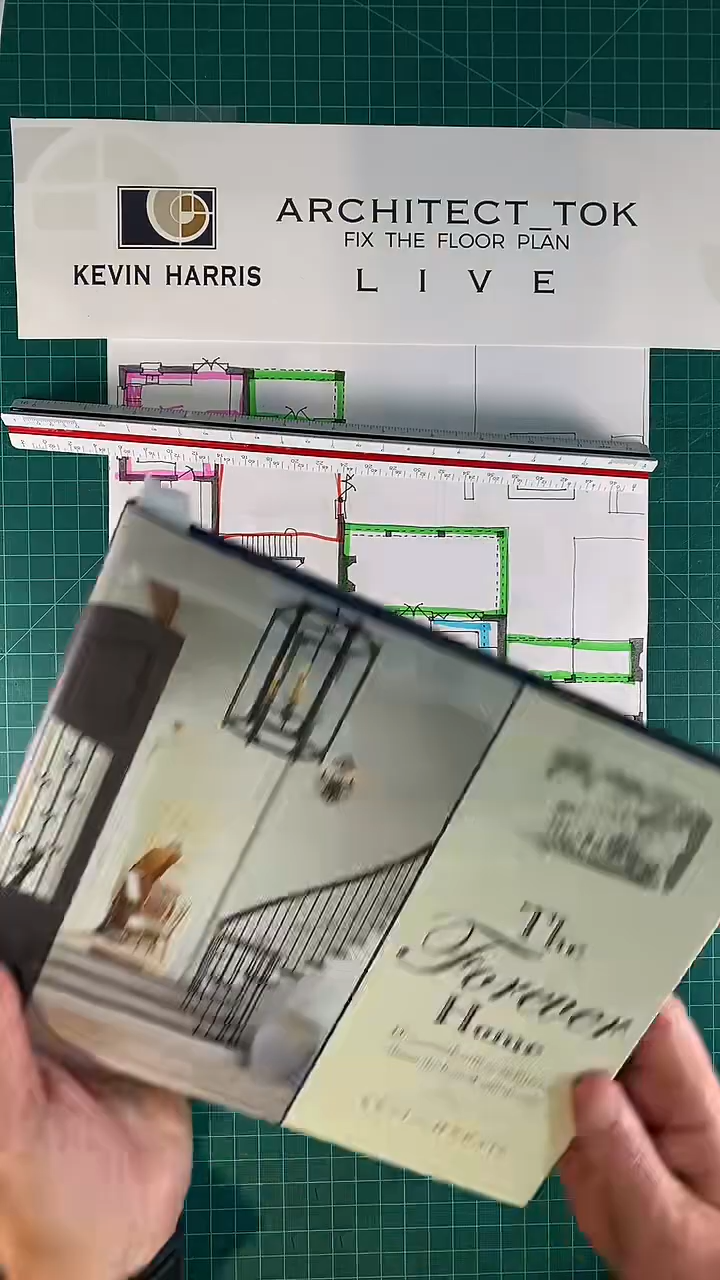 ARCHITECT_TOK
FIX THE FLOOR PLAN
KEVIN HARRIS
LIVE
The
Forever
Home